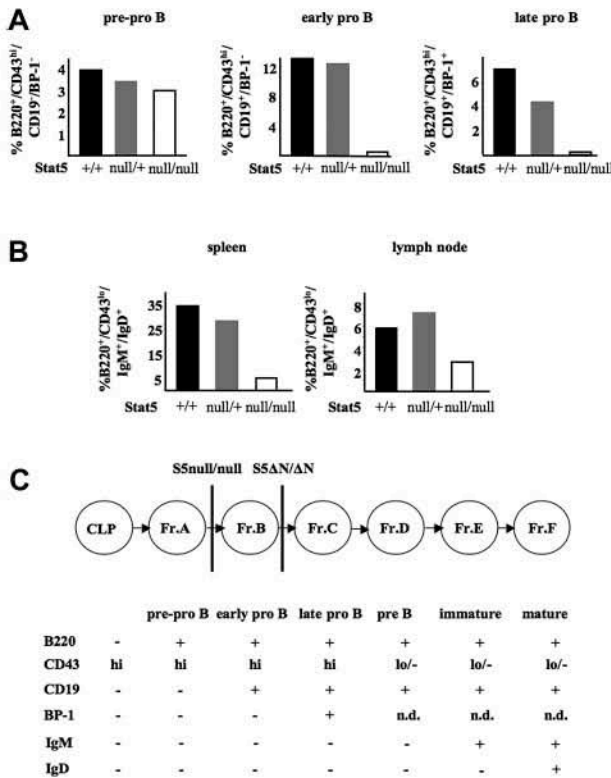 A
pre-pro B early pro B late pro B
% B220⁺/CD43ʰⁱ/
CD19⁻/BP-1⁻
4
3
2
1
Stat5 +/+ null/+ null/null
% B220⁺/CD43ʰⁱ/
CD19⁺/BP-1⁻
12
8
4
+/+ null/+ null/null
% B220⁺/CD43ʰⁱ/
CD19⁺/BP-1⁺
6
4
2
Stat5 +/+ null/+ null/null
B
spleen lymph node
%B220⁺/CD43ˡᵒ/
IgM⁺/IgD⁺
35
25
15
5
Stat5 +/+ null/+ null/null
%B220⁺/CD43ˡᵒ/
IgM⁺/IgD⁺
8
6
4
2
+/+ null/+ null/null
C
S5null/null S5ΔN/ΔN
CLP Fr.A Fr.B Fr.C Fr.D Fr.E Fr.F
pre-pro B early pro B late pro B pre B immature mature
B220 - + + + + + +
CD43 hi hi hi hi lo/- lo/- lo/-
CD19 - - + + + + +
BP-1 - - - + n.d. n.d. n.d.
IgM - - - - - + +
IgD - - - - - - +